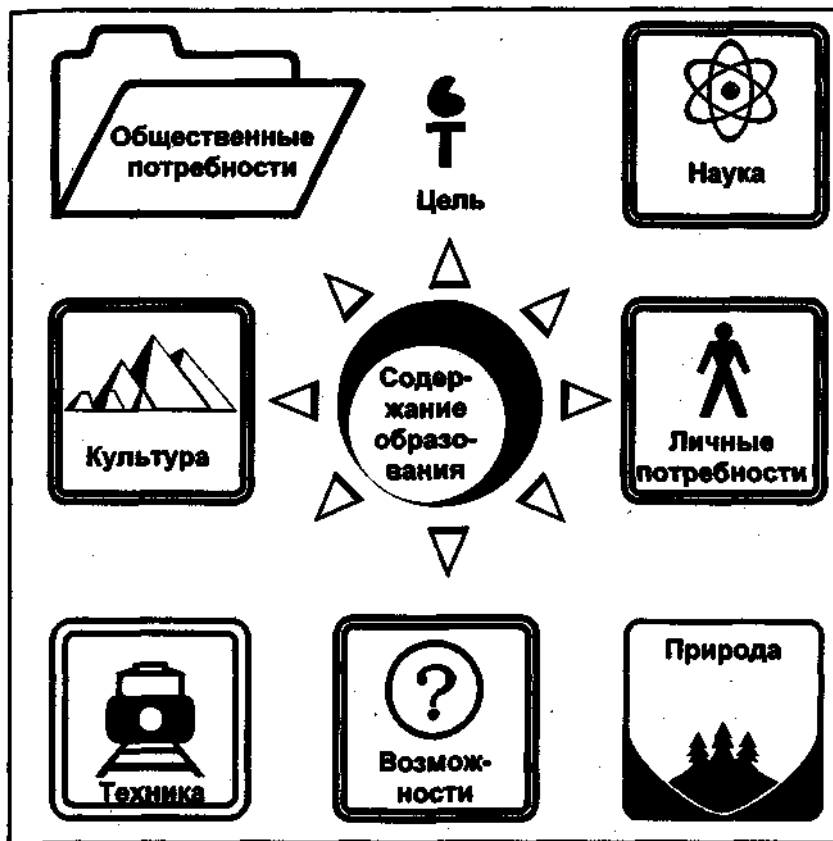 Общественные
потребности
Цель
Наука
Культура
Содер-
жание
образо-
вания
Личные
потребности
Техника
?
Возмож-
ности
Природа